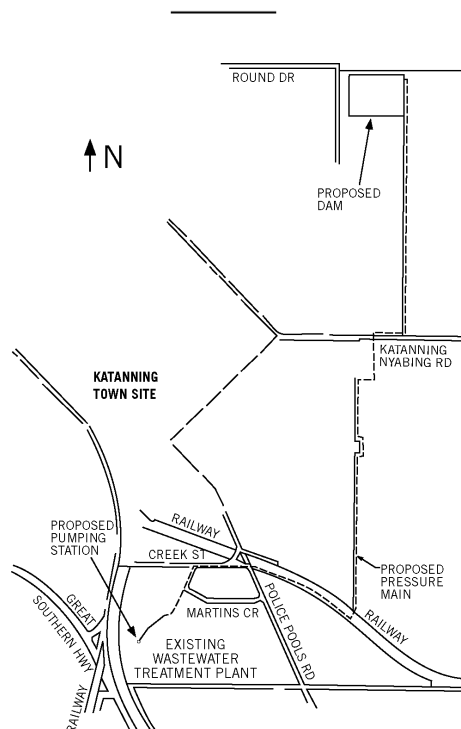 ROUND DR
N
PROPOSED
DAM
KATANNING
NYABING RD
KATANNING
TOWN SITE
RAILWAY
PROPOSED
PUMPING
STATION
CREEK ST
PROPOSED
PRESSURE
MAIN
GREAT
SOUTHERN HWY
MARTINS CR
POLICE POOLS RD
RAILWAY
EXISTING
WASTEWATER
TREATMENT PLANT
RAILWAY